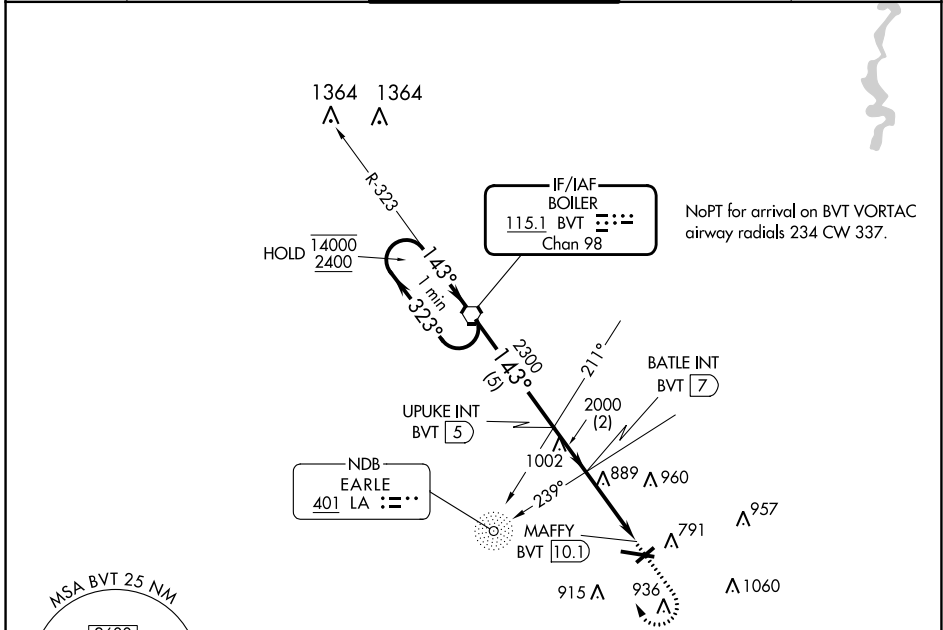 1364 1364
R-323
IF/IAF
BOILER
115.1 BVT
Chan 98
NoPT for arrival on BVT VORTAC
airway radials 234 CW 337.
HOLD 14000
2400
143°
1 min
323°
2300
143°
(5)
211°
BATLE INT
BVT 7
2000
(2)
UPUKE INT
BVT 5
1002
NDB
EARLE
401 LA
889 960
239°
MAFFY
BVT 10.1
791
957
915 936
1060
MSA BVT 25 NM